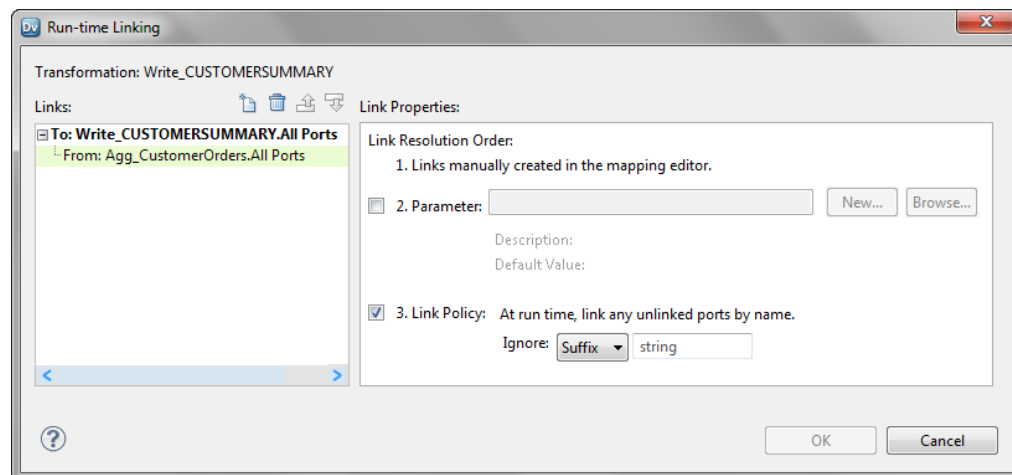 Dv Run-time Linking
Transformation: Write_CUSTOMERSUMMARY
Links:
To: Write_CUSTOMERSUMMARY.All Ports
From: Agg_CustomerOrders.All Ports
Link Properties:
Link Resolution Order:
1. Links manually created in the mapping editor.
2. Parameter: New... Browse...
Description:
Default Value:
3. Link Policy: At run time, link any unlinked ports by name.
Ignore: Suffix string
? OK Cancel